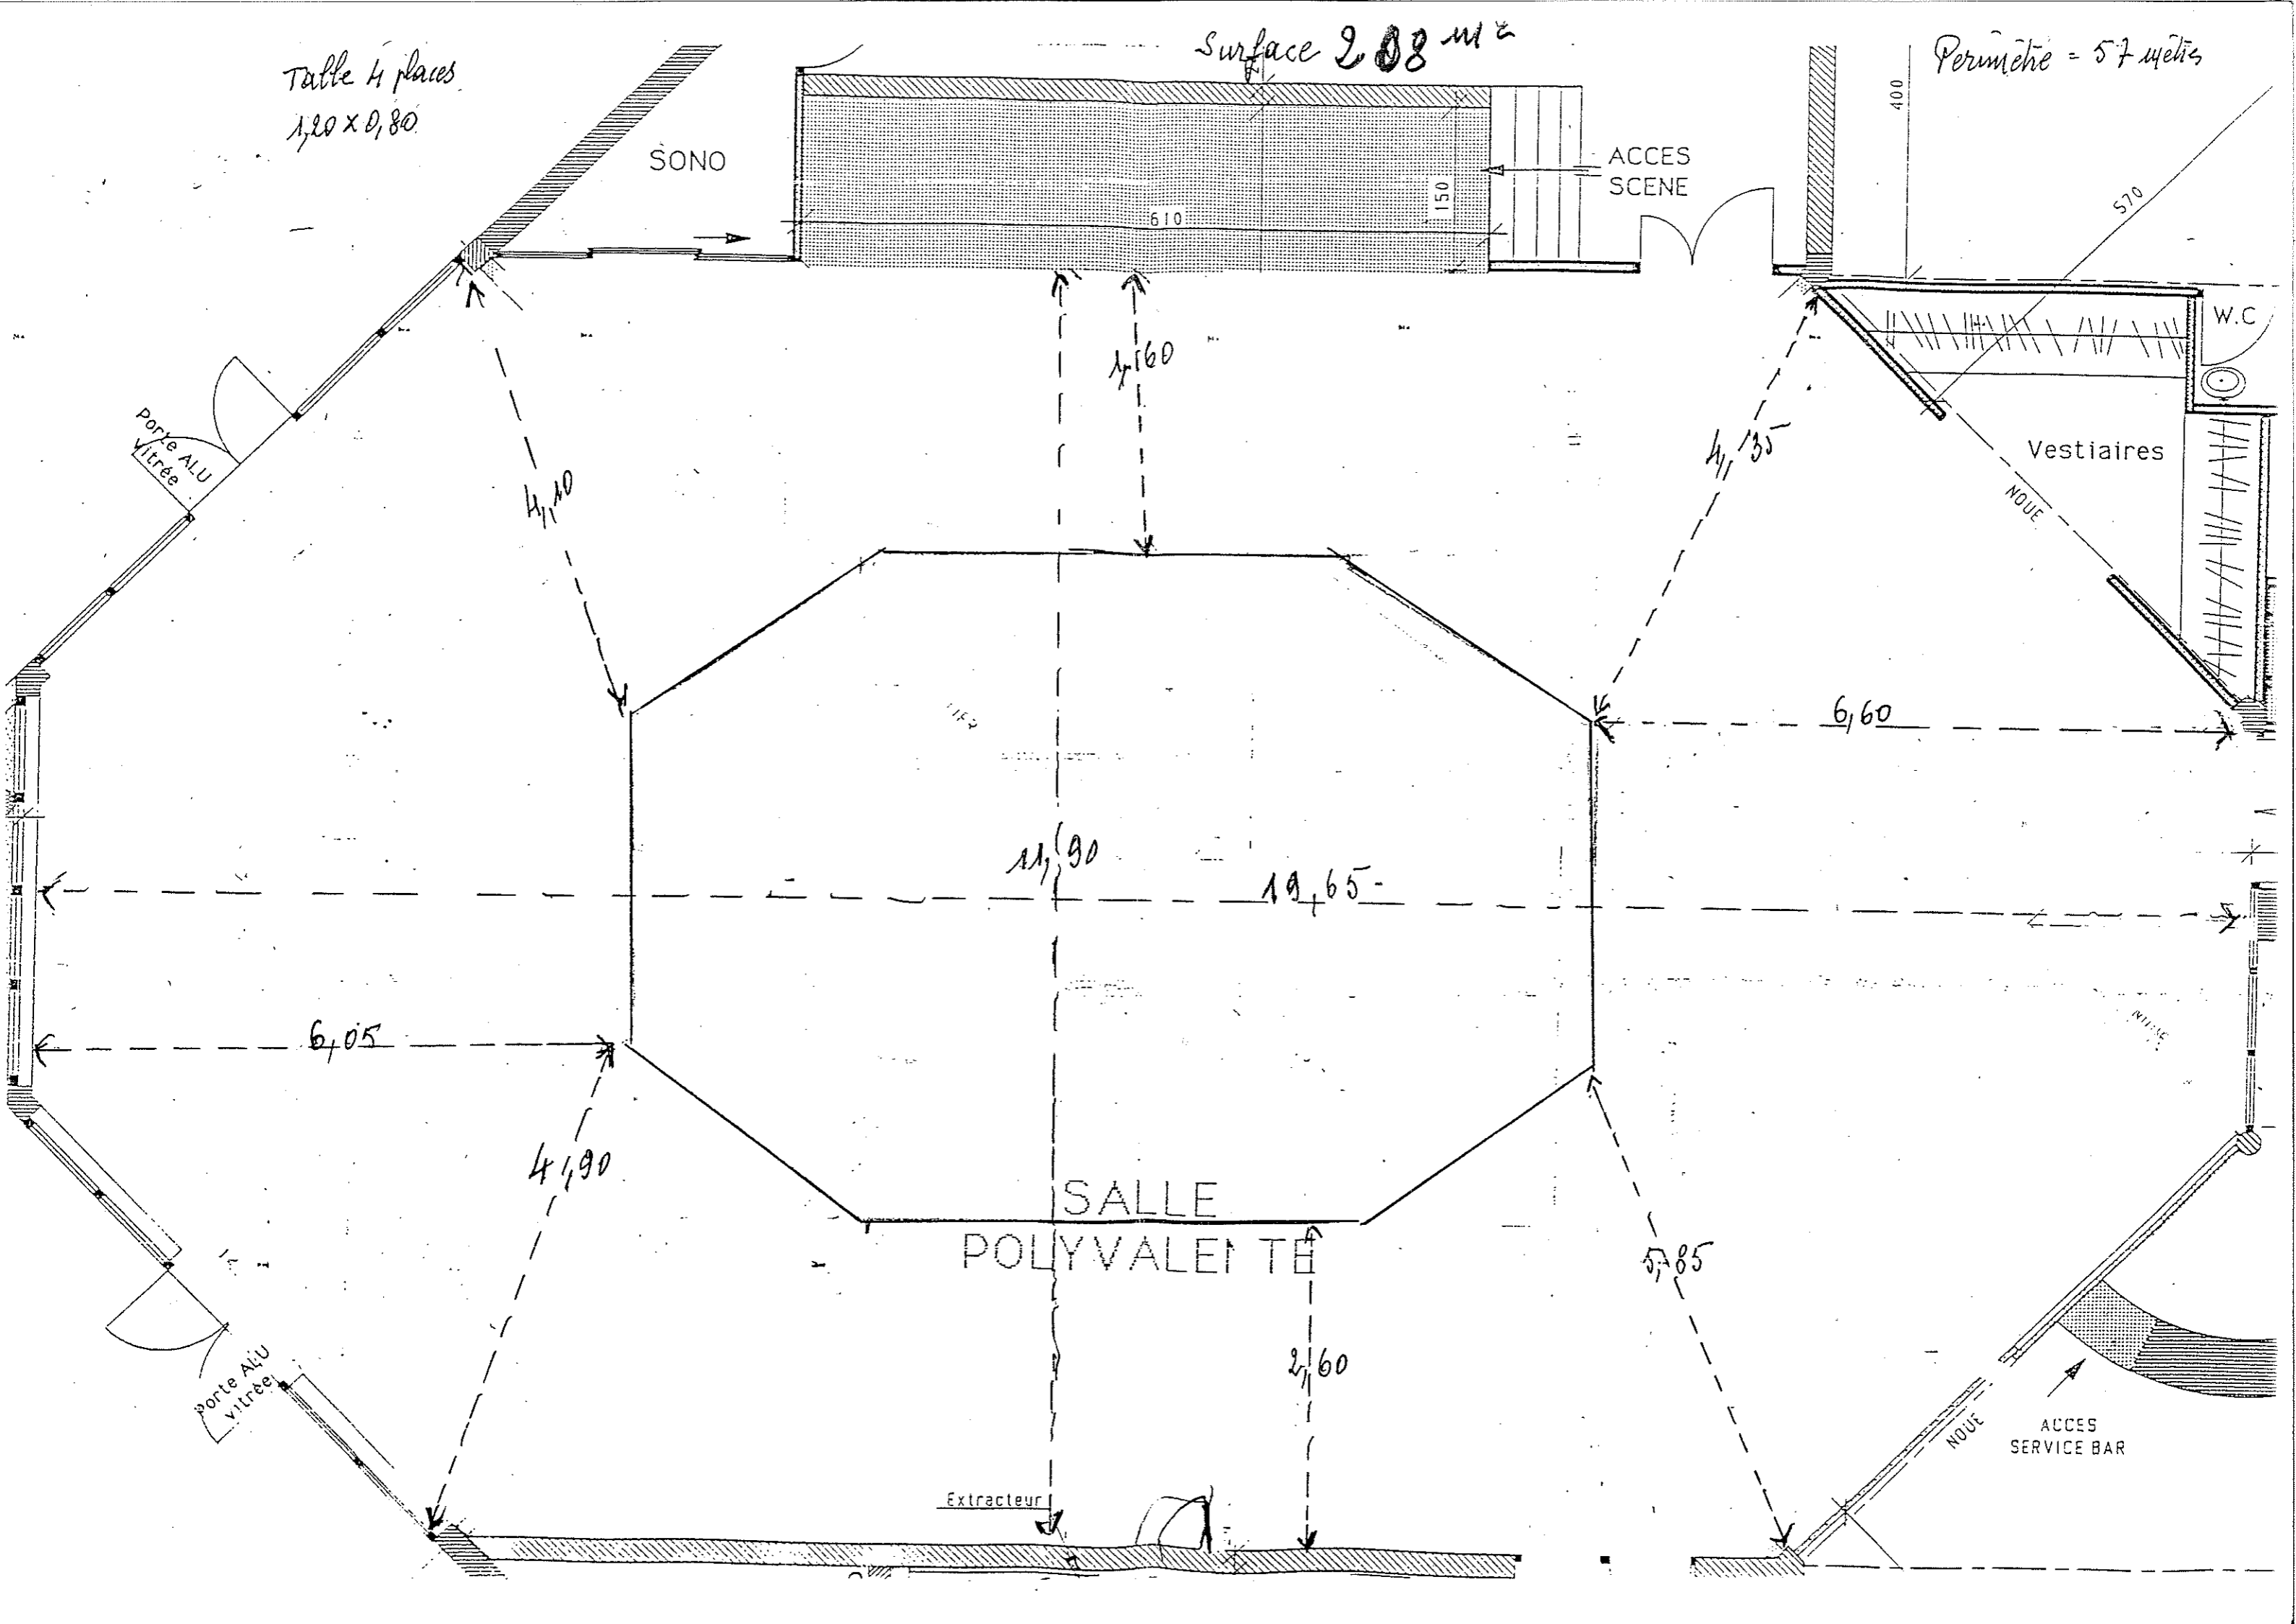 Table 4 places
1,20 x 0,80
Surface 208 m²
Perimètre = 57 mètres
SONO
610
150
ACCES
SCENE
400
570
W.C
Vestiaires
NOUE
Porte ALU
vitrée
1,60
4,10
4,35
6,60
11,90
19,65
6,05
4,90
SALLE
POLYVALENTE
2,60
5,85
Porte ALU
vitrée
Extracteur
NOUE
ACCES
SERVICE BAR